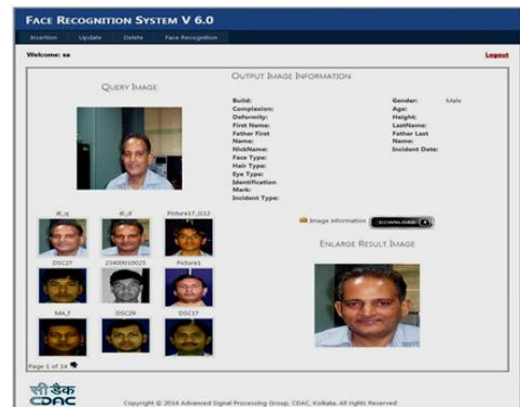 FACE RECOGNITION SYSTEM V 6.0
Insertion Update Delete Face Recognition
Welcome: sa Logout
QUERY IMAGE
OUTPUT IMAGE INFORMATION
Build: Gender: Male
Complexion: Age:
Deformity: Height:
First Name: LastName:
Father First Name: Father Last Name:
NickName: Incident Date:
Face Type:
Hair Type:
Eye Type:
Identification Mark:
Incident Type:
Image information DOWNLOAD
ENLARGE RESULT IMAGE
Picture17_i112
DSC27 23400010025 Picture1
MA_f DSC29 DSC17
Page 1 of 14
सी डैक
CDAC
Copyright © 2014 Advanced Signal Processing Group, CDAC, Kolkata. All rights Reserved